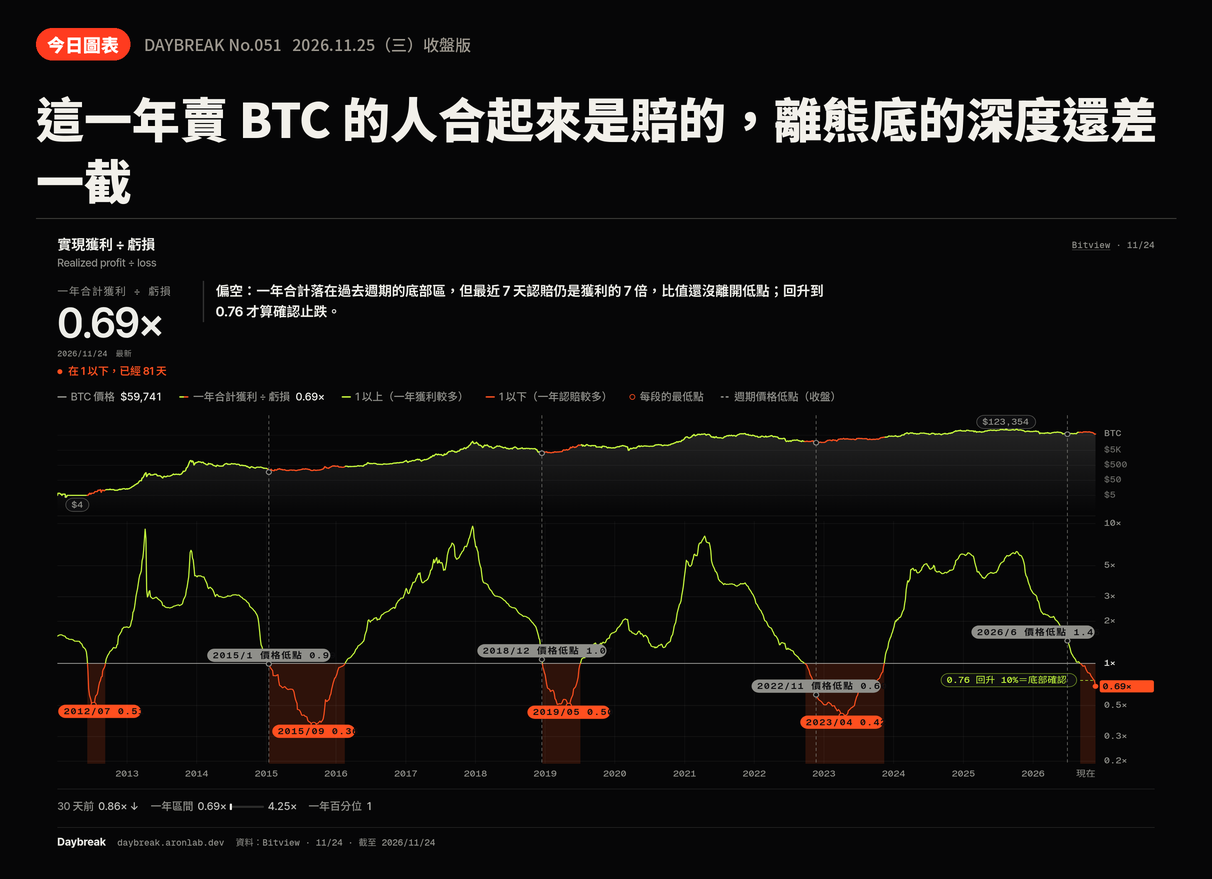 今日圖表 DAYBREAK No.051 2026.11.25（三）收盤版
這一年賣 BTC 的人合起來是賠的，離熊底的深度還差
一截
實現獲利 ÷ 虧損
Bitview · 11/24
Realized profit ÷ loss
一年合計獲利 ÷ 虧損
0.69×
2026/11/24 最新
在 1 以下，已經 81 天
偏空：一年合計落在過去週期的底部區，但最近 7 天認賠仍是獲利的 7 倍，比值還沒離開低點；回升到
0.76 才算確認止跌。
BTC 價格 $59,741 一年合計獲利 ÷ 虧損 0.69× 1 以上（一年獲利較多） 1 以下（一年認賠較多） 每段的最低點 週期價格低點（收盤）
$123,354
BTC
$5K
$500
$50
$5
$4
10×
5×
3×
2×
1×
0.5×
0.3×
0.2×
2015/1 價格低點 0.9
2018/12 價格低點 1.0
2022/11 價格低點 0.6
2026/6 價格低點 1.4
0.76 回升 10%＝底部確認
0.69×
2012/07 0.5
2015/09 0.3
2019/05 0.5
2023/04 0.4
2013 2014 2015 2016 2017 2018 2019 2020 2021 2022 2023 2024 2025 2026 現在
30 天前 0.86× ↓ 一年區間 0.69× 4.25× 一年百分位 1
Daybreak daybreak.aronlab.dev 資料：Bitview · 11/24 · 截至 2026/11/24